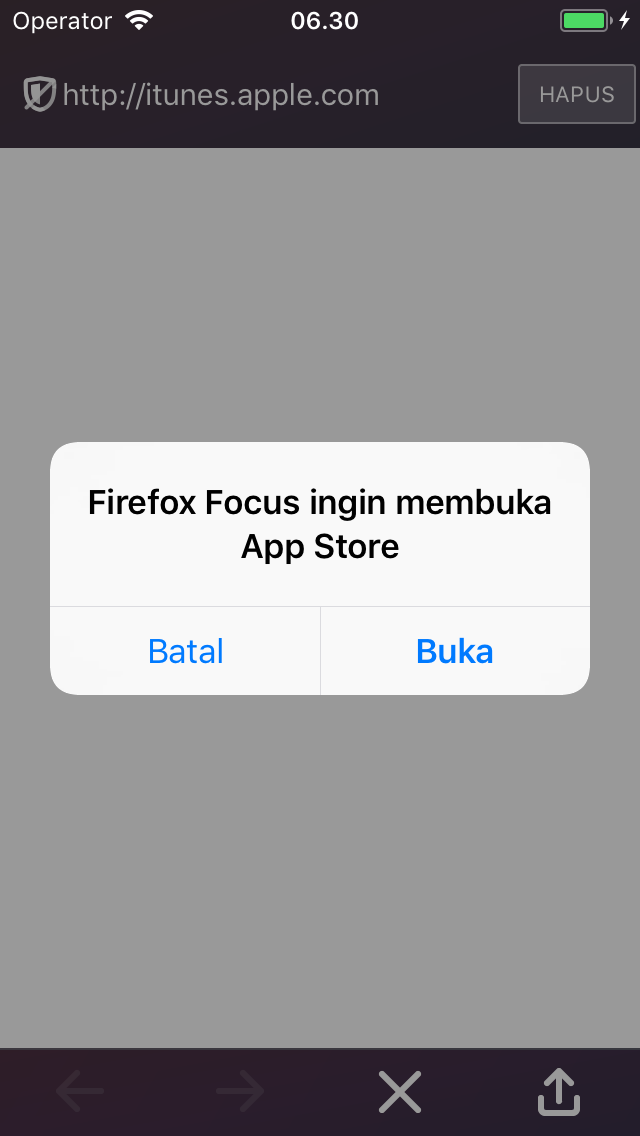 Operator 06.30
http://itunes.apple.com HAPUS
Firefox Focus ingin membuka
App Store
Batal Buka